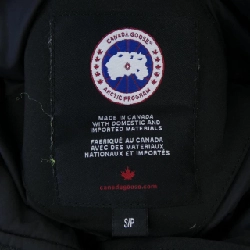 CANADA GOOSE
ARCTIC PROGRAM
MADE IN CANADA
WITH DOMESTIC AND
IMPORTED MATERIALS
FABRIQUÉ AU CANADA
AVEC DES MATÉRIAUX
NATIONAUX ET IMPORTÉS
canadagoose.com
S/P